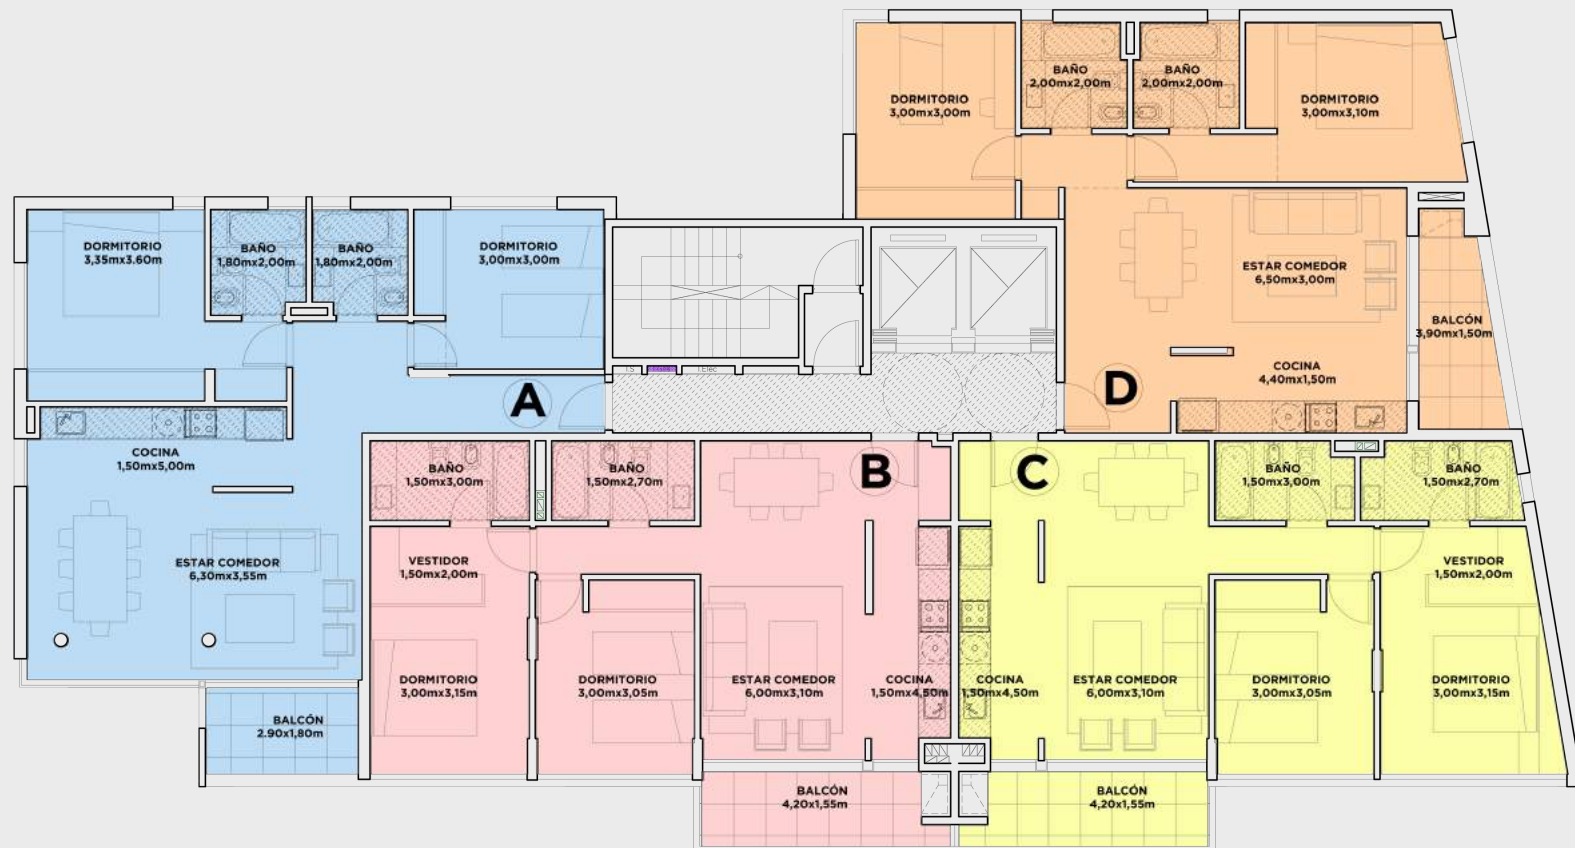 BAÑO
2,00mx2,00m
BAÑO
2,00mx2,00m
DORMITORIO
3,00mx3,00m
DORMITORIO
3,00mx3,10m
DORMITORIO
3,35mx3.60m
BAÑO
1,80mx2,00m
BAÑO
1,80mx2,00m
DORMITORIO
3,00mx3,00m
ESTAR COMEDOR
6,50mx3,00m
BALCÓN
3,90mx1,50m
COCINA
4,40mx1,50m
A
D
COCINA
1,50mx5,00m
BAÑO
1,50mx3,00m
BAÑO
1,50mx2,70m
B
C
BAÑO
1,50mx3,00m
BAÑO
1,50mx2,70m
ESTAR COMEDOR
6,30mx3,55m
VESTIDOR
1,50mx2,00m
VESTIDOR
1,50mx2,00m
DORMITORIO
3,00mx3,15m
DORMITORIO
3,00mx3,05m
ESTAR COMEDOR
6,00mx3,10m
COCINA
1,50mx4,50m
COCINA
1,50mx4,50m
ESTAR COMEDOR
6,00mx3,10m
DORMITORIO
3,00mx3,05m
DORMITORIO
3,00mx3,15m
BALCÓN
2.90x1,80m
BALCÓN
4,20x1,55m
BALCÓN
4,20x1,55m